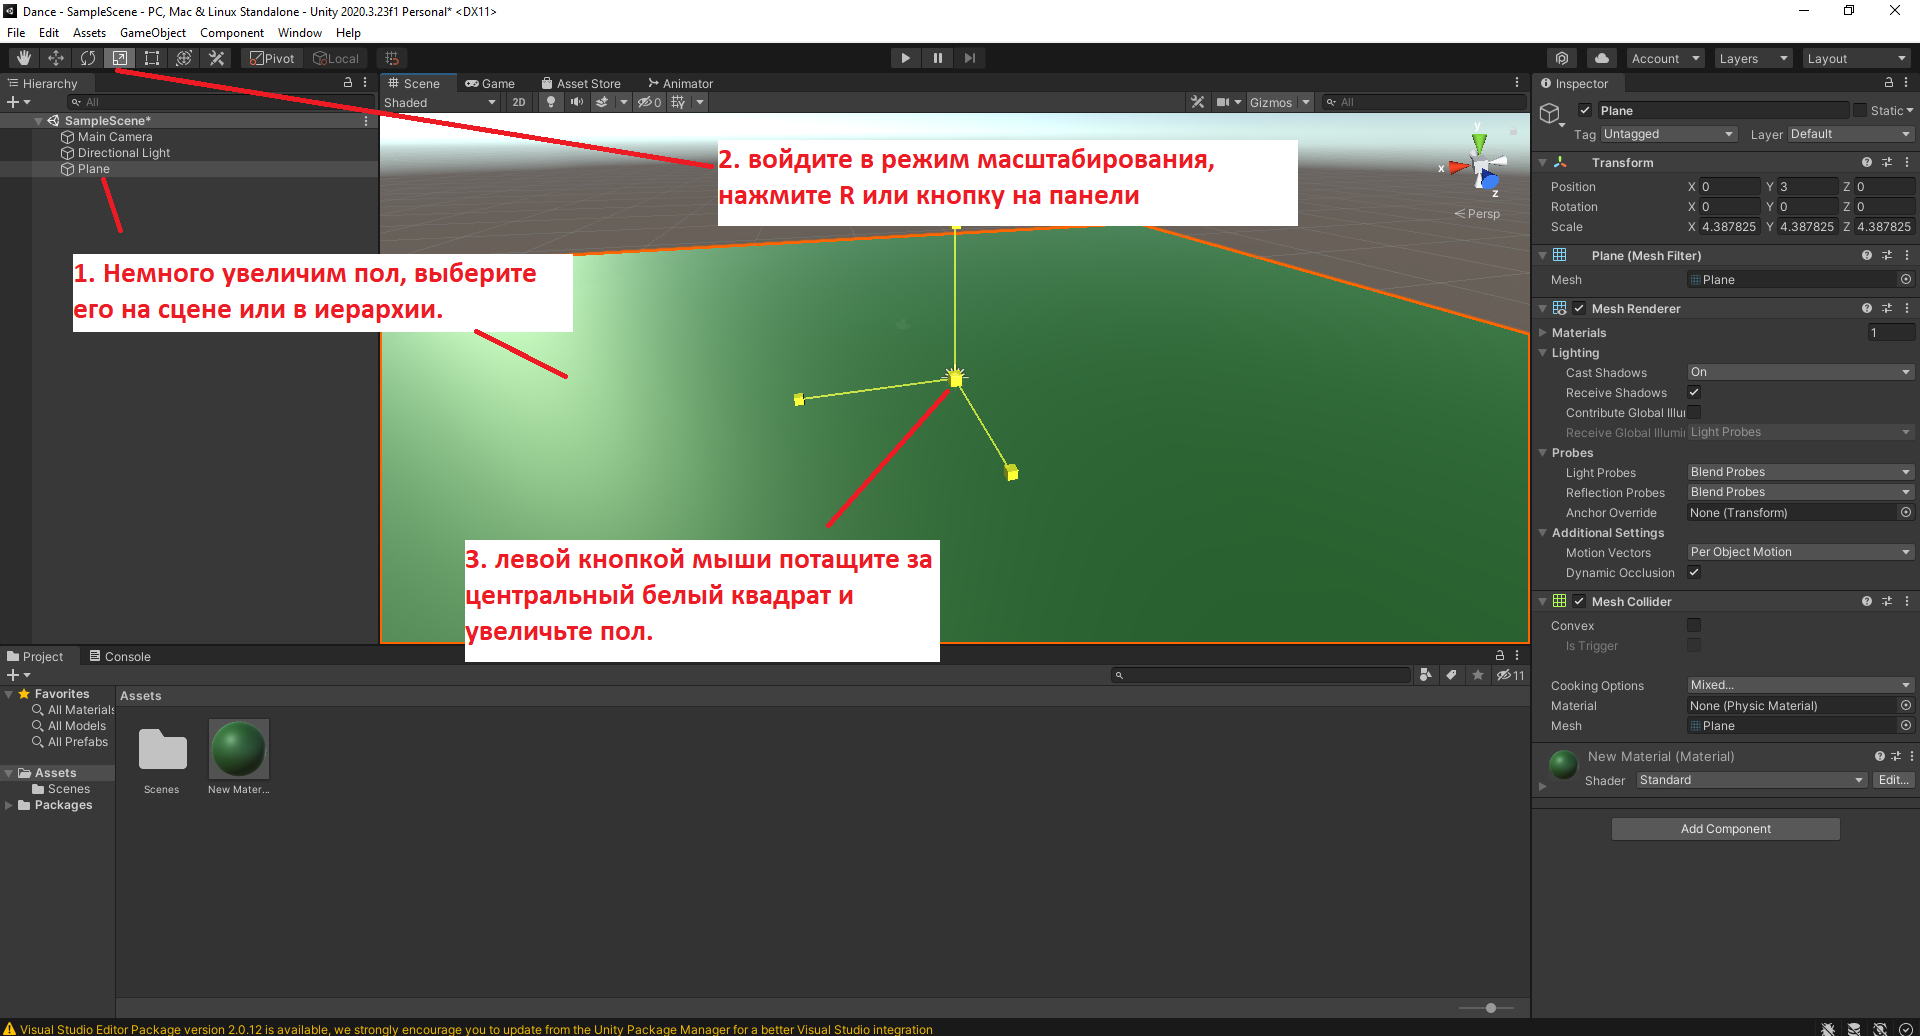 Dance - SampleScene - PC, Mac & Linux Standalone - Unity 2020.3.23f1 Personal* <DX11>
File Edit Assets GameObject Component Window Help
Pivot Local
Account Layers Layout
Hierarchy
All
SampleScene*
Main Camera
Directional Light
Plane
Scene Game Asset Store Animator
Shaded 2D 0 Gizmos All
y
x
z
Persp
1. Немного увеличим пол, выберите
его на сцене или в иерархии.
2. войдите в режим масштабирования,
нажмите R или кнопку на панели
3. левой кнопкой мыши потащите за
центральный белый квадрат и
увеличьте пол.
Inspector
Plane Static
Tag Untagged Layer Default
Transform
Position X 0 Y 3 Z 0
Rotation X 0 Y 0 Z 0
Scale X 4.387825 Y 4.387825 Z 4.387825
Plane (Mesh Filter)
Mesh Plane
Mesh Renderer
Materials 1
Lighting
Cast Shadows On
Receive Shadows
Contribute Global Illu
Receive Global Illumi Light Probes
Probes
Light Probes Blend Probes
Reflection Probes Blend Probes
Anchor Override None (Transform)
Additional Settings
Motion Vectors Per Object Motion
Dynamic Occlusion
Mesh Collider
Convex
Is Trigger
Cooking Options Mixed...
Material None (Physic Material)
Mesh Plane
New Material (Material)
Shader Standard Edit...
Add Component
Project Console
11
Favorites
All Materials
All Models
All Prefabs
Assets
Scenes
Packages
Assets
Scenes New Mater...
Visual Studio Editor Package version 2.0.12 is available, we strongly encourage you to update from the Unity Package Manager for a better Visual Studio integration